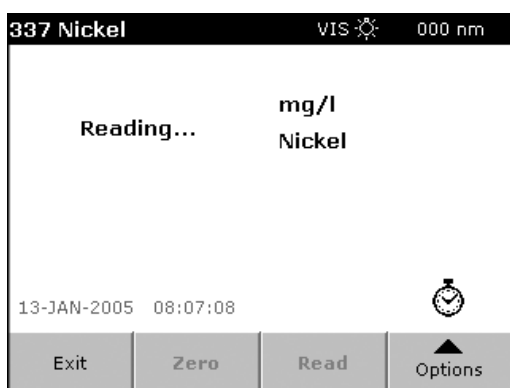 337 Nickel VIS 000 nm
mg/l
Reading...
Nickel
13-JAN-2005 08:07:08
Exit Zero Read Options